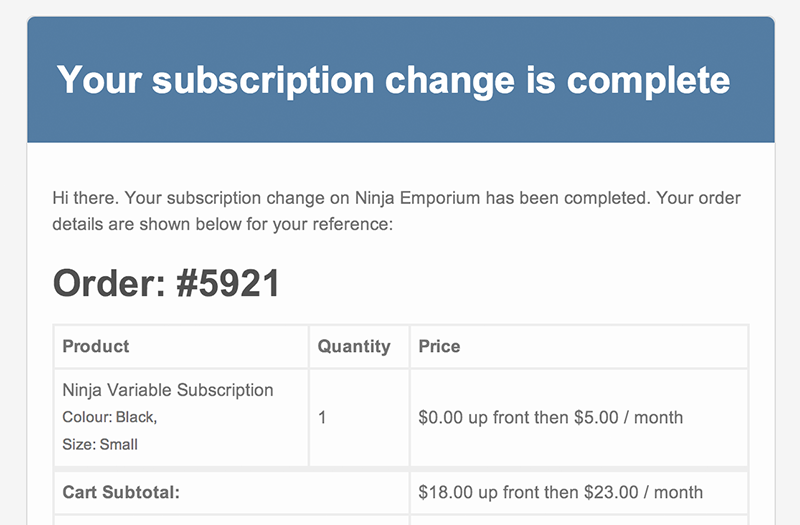 Your subscription change is complete
Hi there. Your subscription change on Ninja Emporium has been completed. Your order
details are shown below for your reference:
Order: #5921
Product Quantity Price
Ninja Variable Subscription
Colour: Black,
Size: Small
1
$0.00 up front then $5.00 / month
Cart Subtotal: $18.00 up front then $23.00 / month